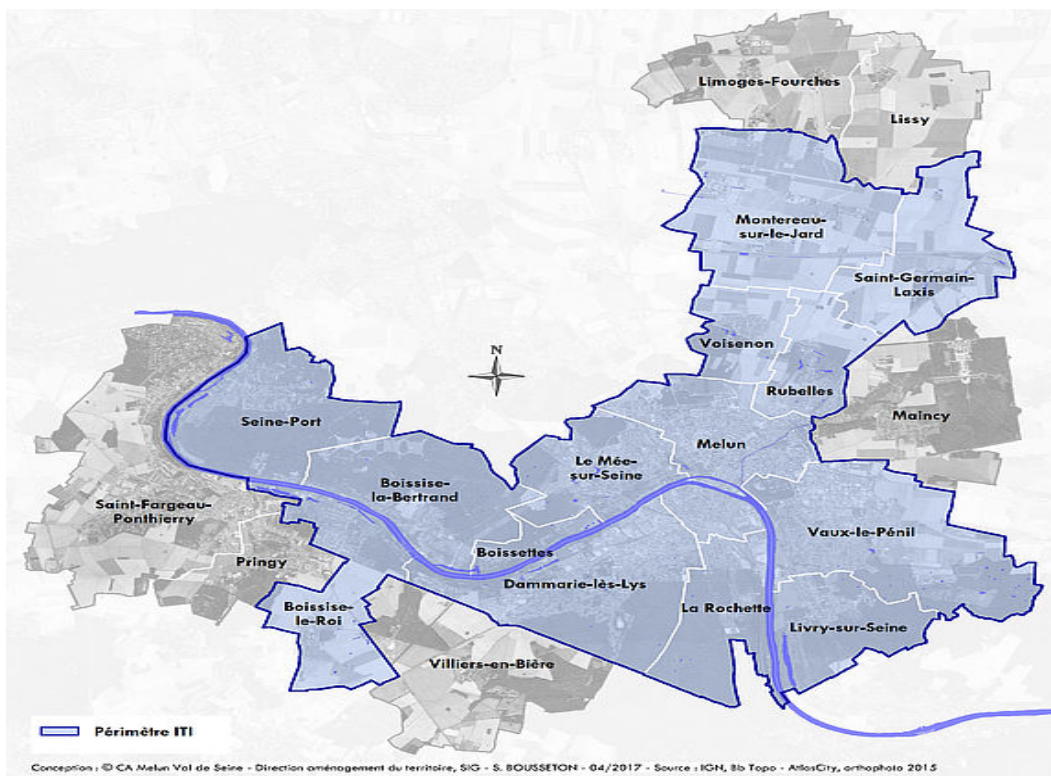 Limoges-Fourches
Lissy
Montereau-
sur-le-Jard
Saint-Germain-
Laxis
Voisenon
Rubelles
Maincy
N
Seine-Port
Melun
Le Mée-
sur-Seine
Boissise-
la-Bertrand
Saint-Fargeau-
Ponthierry
Vaux-le-Pénil
Boissettes
Pringy
Dammarie-lès-Lys
Boissise-
le-Roi
La Rochette
Livry-sur-Seine
Villiers-en-Bière
Périmètre ITI
Conception : © CA Melun Val de Seine - Direction aménagement du territoire, SIG - S. BOUSSETON - 04/2017 - Source : IGN, Bb Topo - AtlasCity, orthophoto 2015